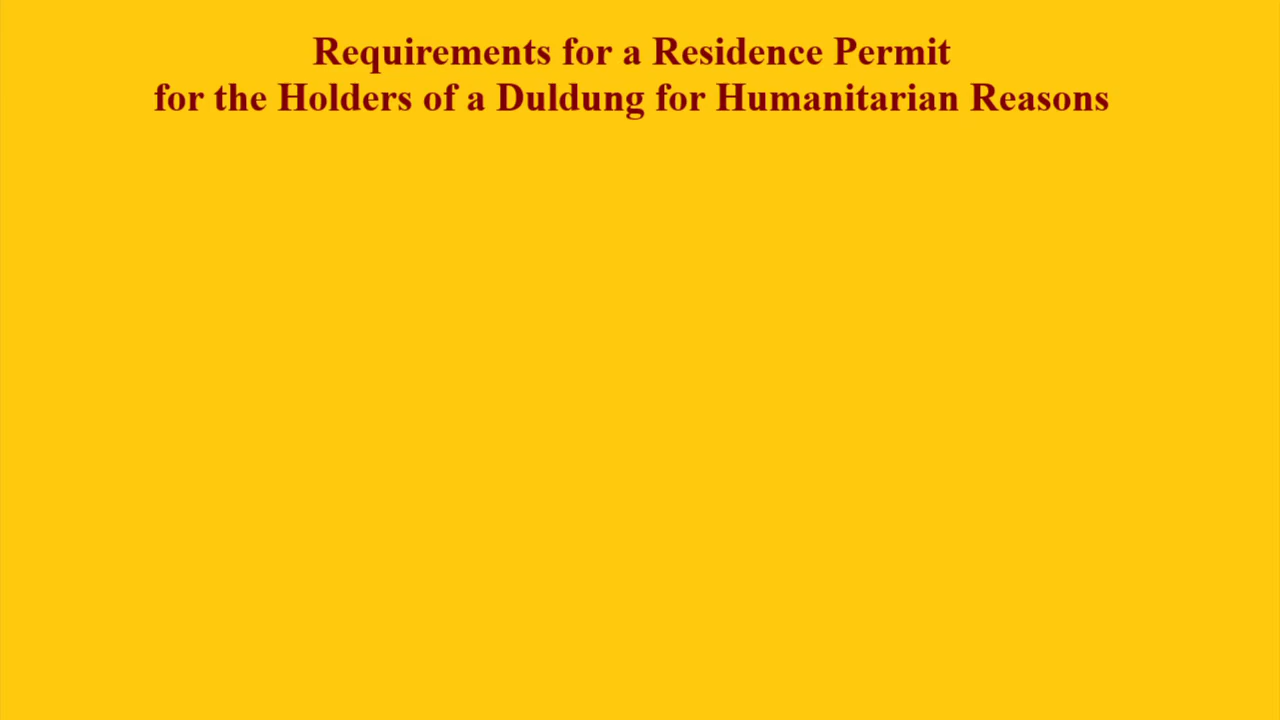 Requirements for a Residence Permit
for the Holders of a Duldung for Humanitarian Reasons